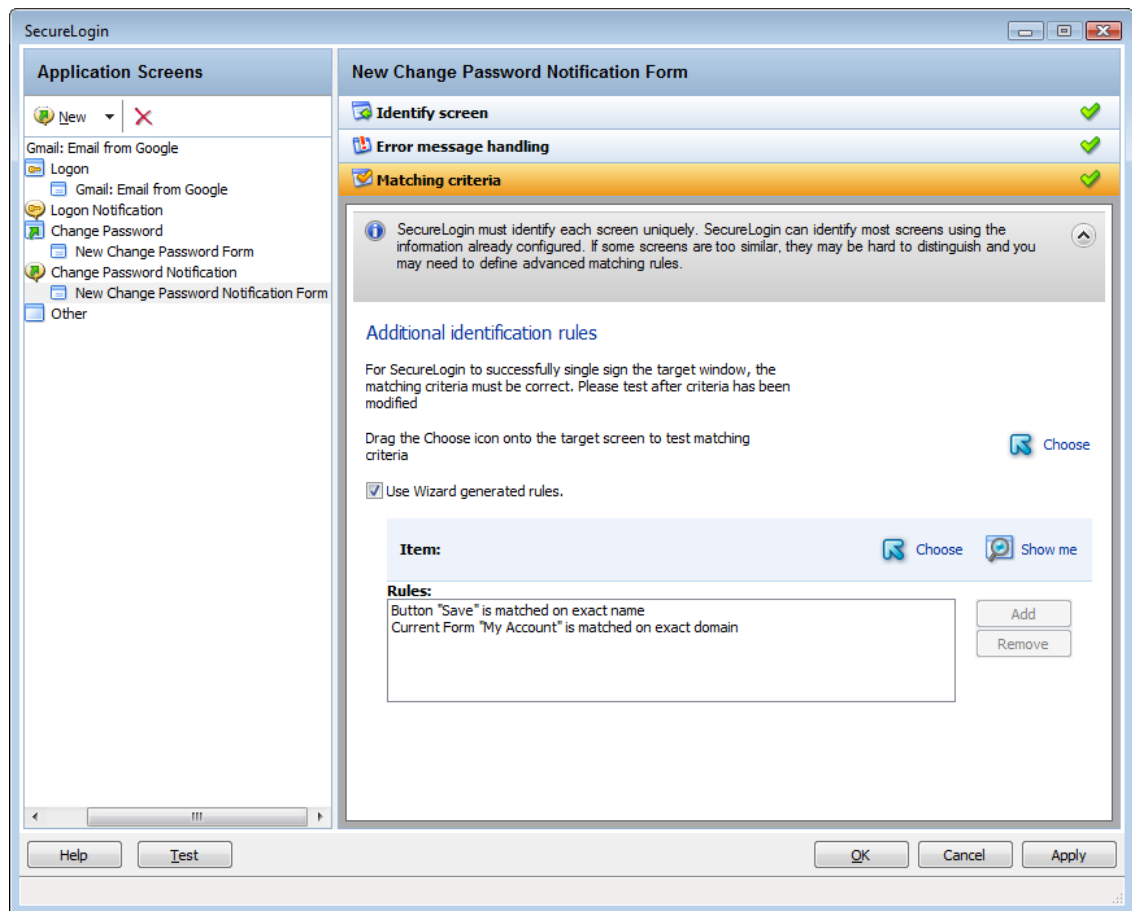 SecureLogin
Application Screens
New
Gmail: Email from Google
Logon
Gmail: Email from Google
Logon Notification
Change Password
New Change Password Form
Change Password Notification
New Change Password Notification Form
Other
New Change Password Notification Form
Identify screen
Error message handling
Matching criteria
SecureLogin must identify each screen uniquely. SecureLogin can identify most screens using the
information already configured. If some screens are too similar, they may be hard to distinguish and you
may need to define advanced matching rules.
Additional identification rules
For SecureLogin to successfully single sign the target window, the
matching criteria must be correct. Please test after criteria has been
modified
Drag the Choose icon onto the target screen to test matching
criteria
Choose
Use Wizard generated rules.
Item:
Choose
Show me
Rules:
Button "Save" is matched on exact name
Current Form "My Account" is matched on exact domain
Add
Remove
Help
Test
OK
Cancel
Apply